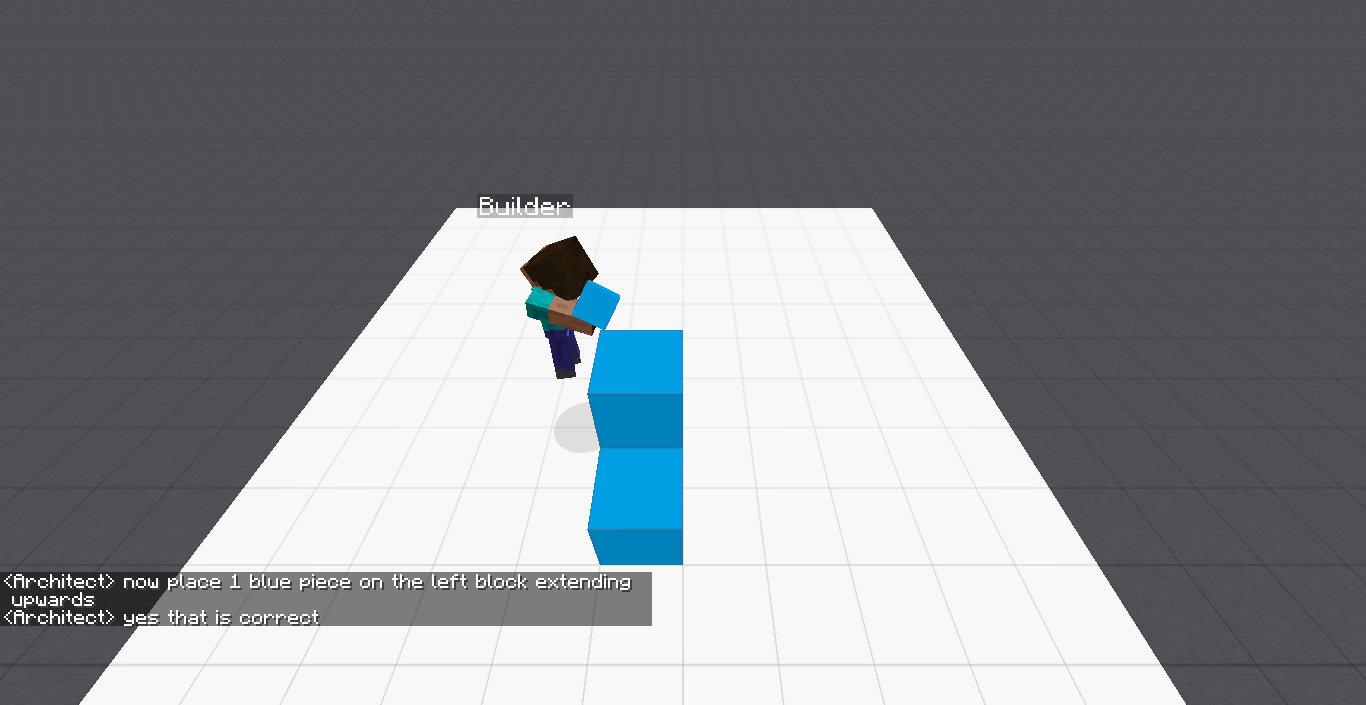 Builder
<Architect> now place 1 blue piece on the left block extending
upwards
<Architect> yes that is correct